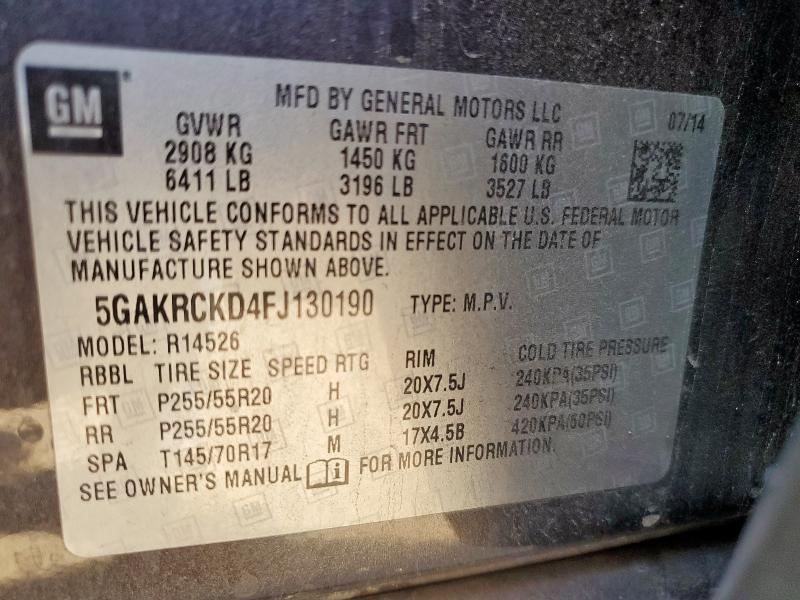 GM
MFD BY GENERAL MOTORS LLC
07/14
GVWR GAWR FRT GAWR RR
2908 KG 1450 KG 1600 KG
6411 LB 3196 LB 3527 LB
THIS VEHICLE CONFORMS TO ALL APPLICABLE U.S. FEDERAL MOTOR
VEHICLE SAFETY STANDARDS IN EFFECT ON THE DATE OF
MANUFACTURE SHOWN ABOVE.
5GAKRCKD4FJ130190 TYPE: M.P.V.
MODEL: R14526
RBBL TIRE SIZE SPEED RTG RIM COLD TIRE PRESSURE
FRT P255/55R20 H 20X7.5J 240KPA(35PSI)
RR P255/55R20 H 20X7.5J 240KPA(35PSI)
SPA T145/70R17 M 17X4.5B 420KPA(60PSI)
SEE OWNER'S MANUAL FOR MORE INFORMATION.